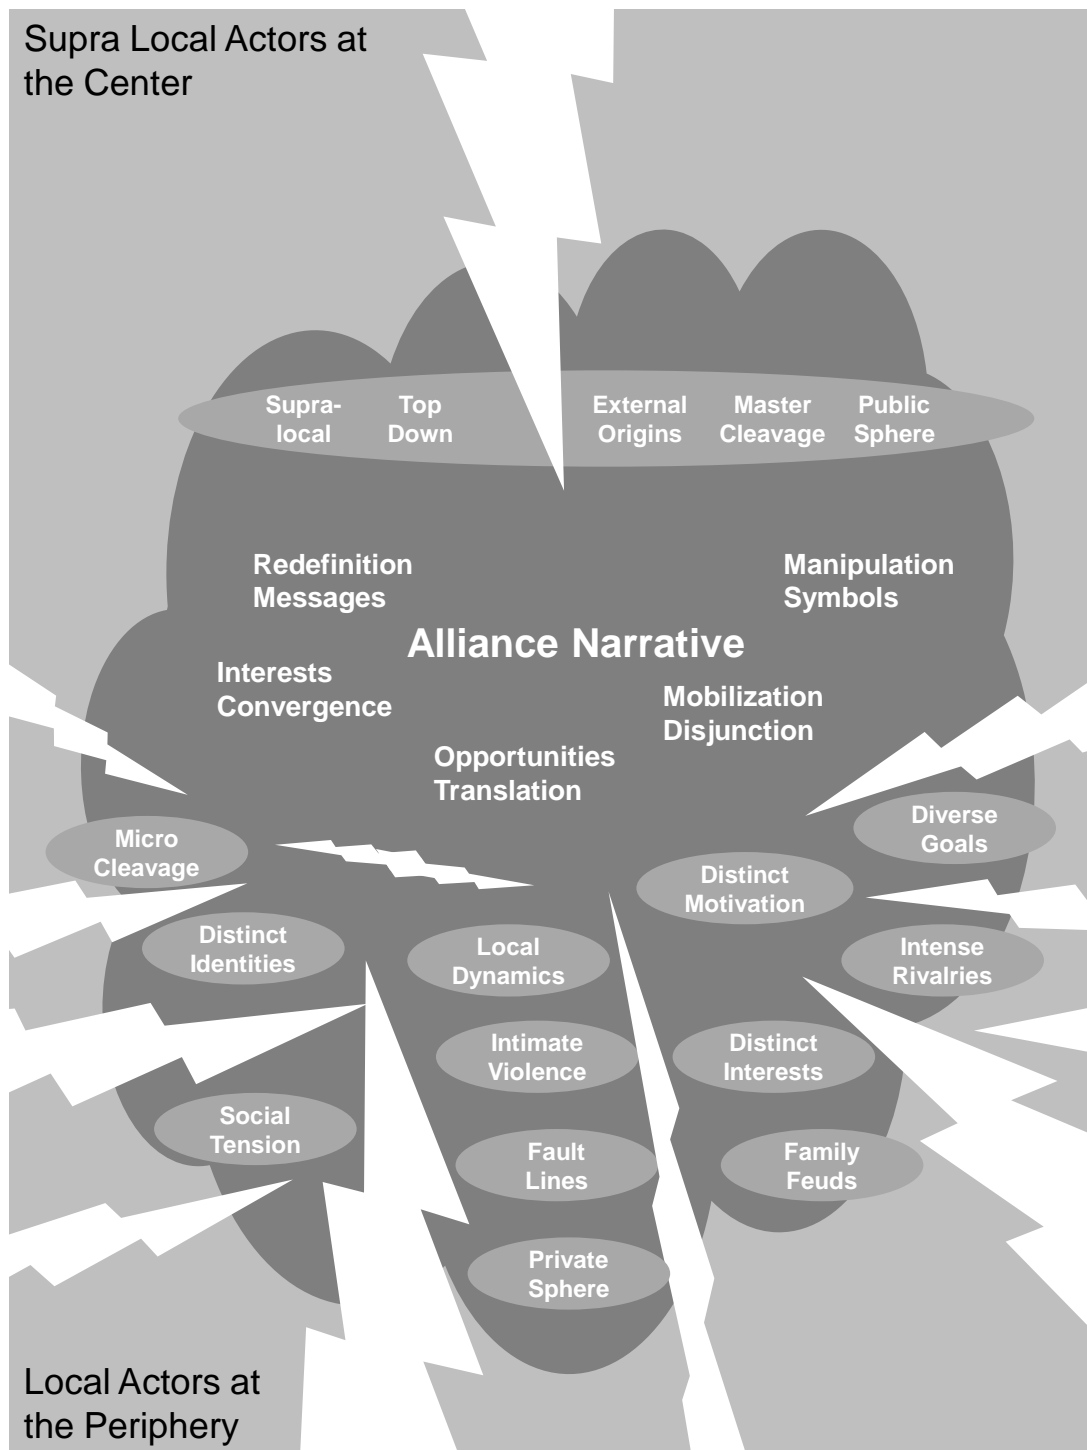 Supra Local Actors at
the Center
Supra-
local
Top
Down
External
Origins
Master
Cleavage
Public
Sphere
Redefinition
Messages
Manipulation
Symbols
Alliance Narrative
Interests
Convergence
Mobilization
Disjunction
Opportunities
Translation
Micro
Cleavage
Diverse
Goals
Distinct
Motivation
Distinct
Identities
Local
Dynamics
Intense
Rivalries
Intimate
Violence
Distinct
Interests
Social
Tension
Fault
Lines
Family
Feuds
Private
Sphere
Local Actors at
the Periphery